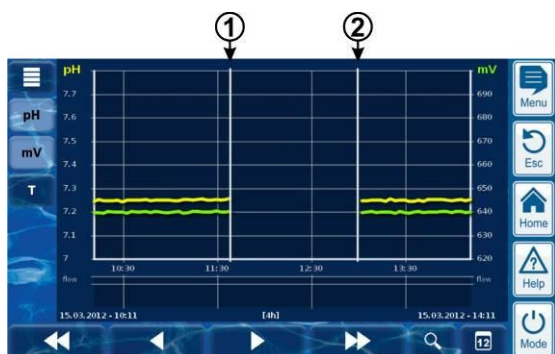 1 2
pH mV
7.7 690
7.6 680
7.5 670
7.4 660
7.3 650
7.2 640
7.1 630
7 620
10:30 11:30 12:30 13:30
flow flow
15.03.2012 - 10:11 [4h] 15.03.2012 - 14:11
pH
mV
T
12
Menu
Esc
Home
Help
Mode